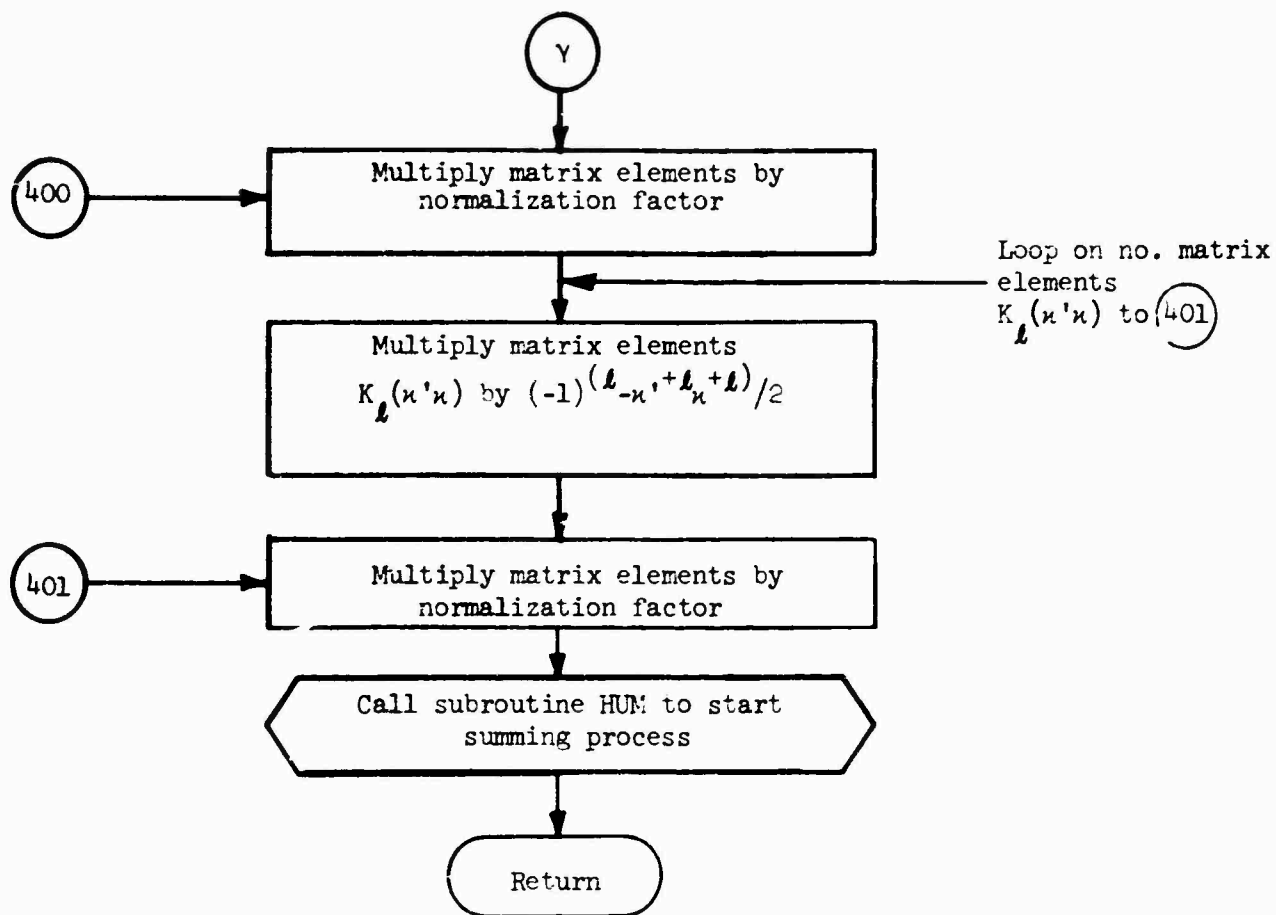 γ
400
Multiply matrix elements by
normalization factor
Loop on no. matrix
elements
K_ℓ(ϰ'ϰ) to 401
Multiply matrix elements
K_ℓ(ϰ'ϰ) by (-1)^(ℓ_-ϰ'+ℓ_ϰ+ℓ)/2
401
Multiply matrix elements by
normalization factor
Call subroutine HUM to start
summing process
Return